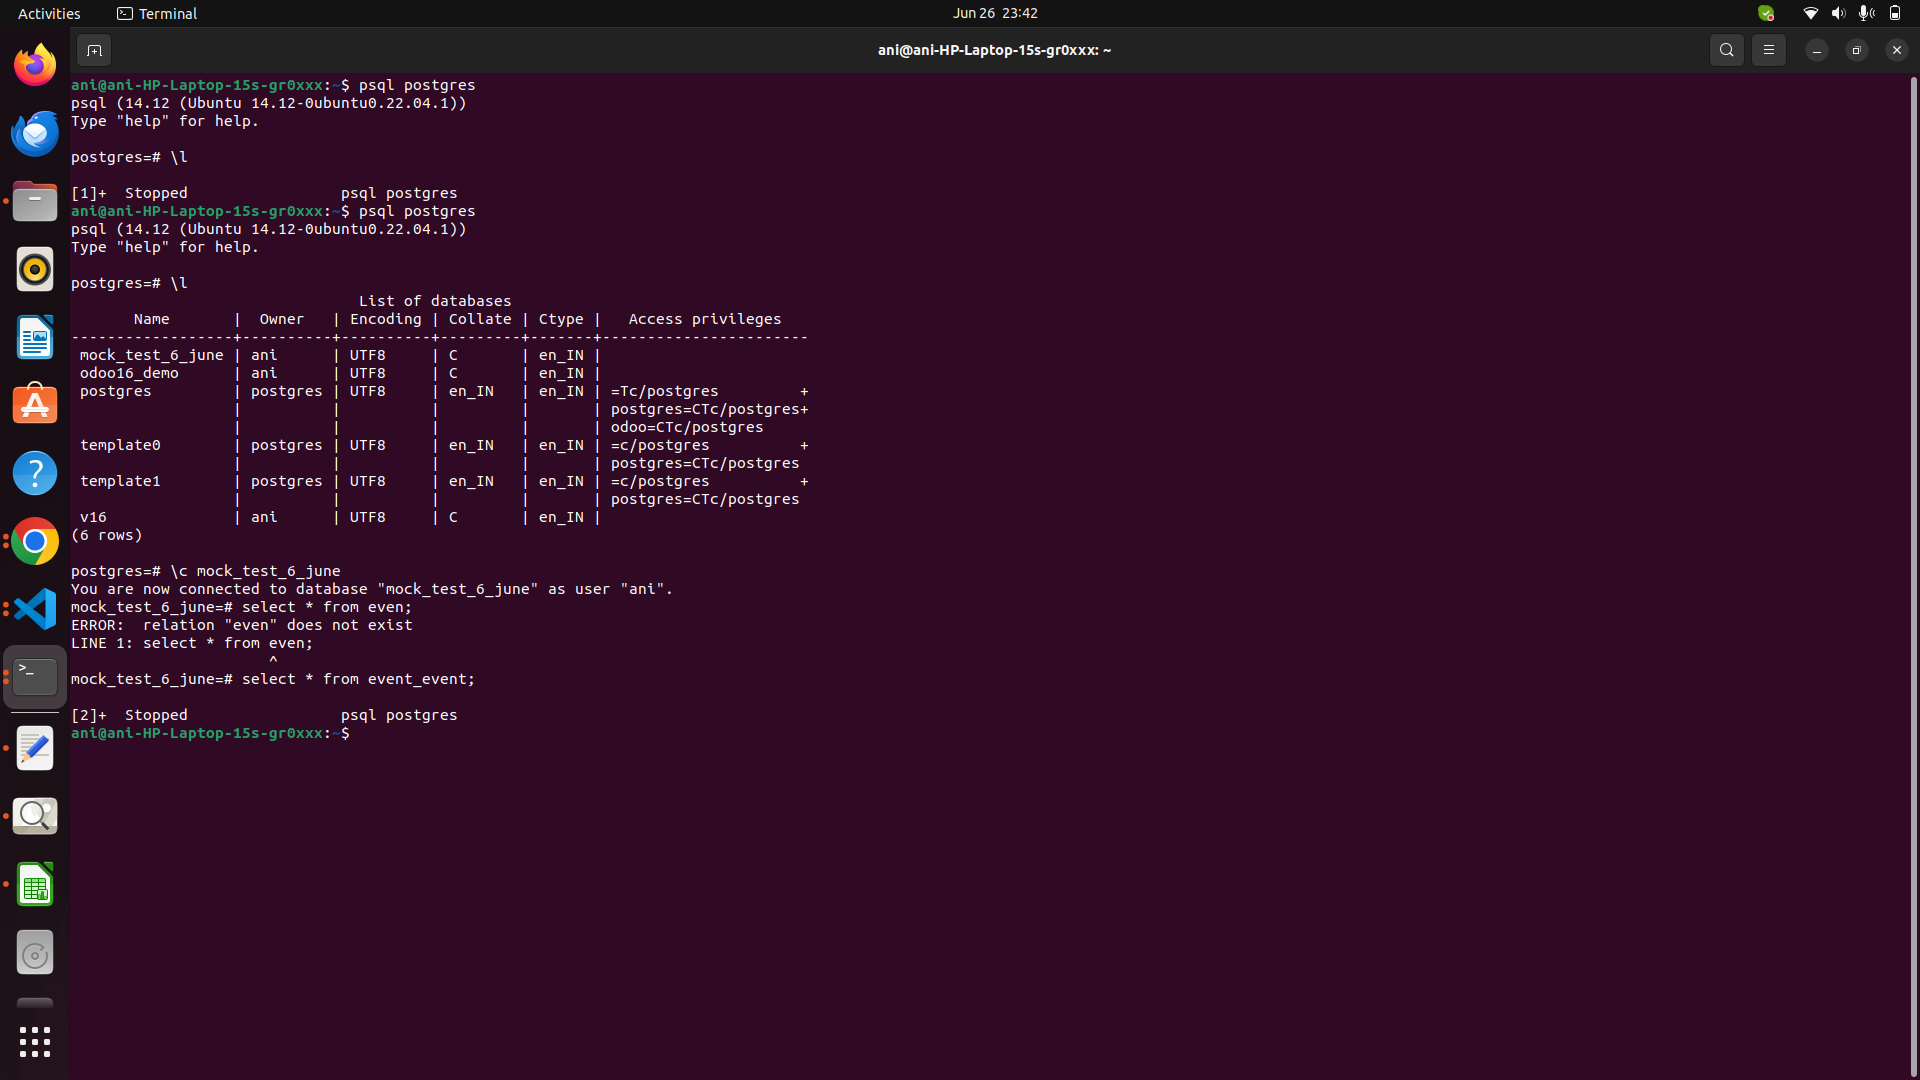 Activities
Terminal
Jun 26 23:42
ani@ani-HP-Laptop-15s-gr0xxx: ~
ani@ani-HP-Laptop-15s-gr0xxx:~$ psql postgres
psql (14.12 (Ubuntu 14.12-0ubuntu0.22.04.1))
Type "help" for help.
postgres=# \l
[1]+  Stopped                 psql postgres
ani@ani-HP-Laptop-15s-gr0xxx:~$ psql postgres
psql (14.12 (Ubuntu 14.12-0ubuntu0.22.04.1))
Type "help" for help.
postgres=# \l
                                List of databases
       Name       |  Owner   | Encoding | Collate | Ctype |   Access privileges
------------------+----------+----------+---------+-------+-----------------------
 mock_test_6_june | ani      | UTF8     | C       | en_IN |
 odoo16_demo      | ani      | UTF8     | C       | en_IN |
 postgres         | postgres | UTF8     | en_IN   | en_IN | =Tc/postgres         +
                  |          |          |         |       | postgres=CTc/postgres+
                  |          |          |         |       | odoo=CTc/postgres
 template0        | postgres | UTF8     | en_IN   | en_IN | =c/postgres          +
                  |          |          |         |       | postgres=CTc/postgres
 template1        | postgres | UTF8     | en_IN   | en_IN | =c/postgres          +
                  |          |          |         |       | postgres=CTc/postgres
 v16              | ani      | UTF8     | C       | en_IN |
(6 rows)
postgres=# \c mock_test_6_june
You are now connected to database "mock_test_6_june" as user "ani".
mock_test_6_june=# select * from even;
ERROR:  relation "even" does not exist
LINE 1: select * from even;
                      ^
mock_test_6_june=# select * from event_event;
[2]+  Stopped                 psql postgres
ani@ani-HP-Laptop-15s-gr0xxx:~$